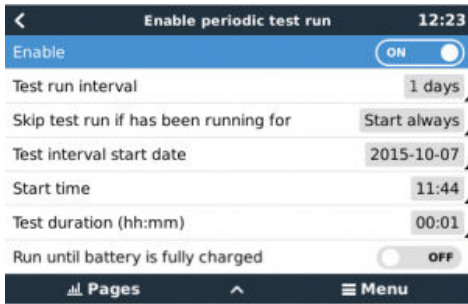 Enable periodic test run 12:23
Enable ON
Test run interval 1 days
Skip test run if has been running for Start always
Test interval start date 2015-10-07
Start time 11:44
Test duration (hh:mm) 00:01
Run until battery is fully charged OFF
Pages Menu